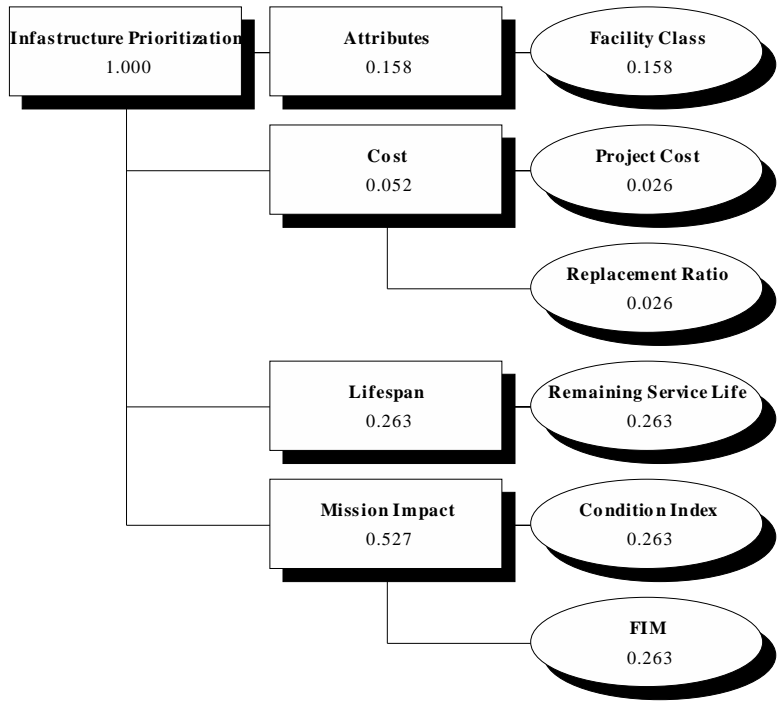 Infastructure Prioritization
1.000
Attributes
0.158
Facility Class
0.158
Cost
0.052
Project Cost
0.026
Replacement Ratio
0.026
Lifespan
0.263
Remaining Service Life
0.263
Mission Impact
0.527
Condition Index
0.263
FIM
0.263